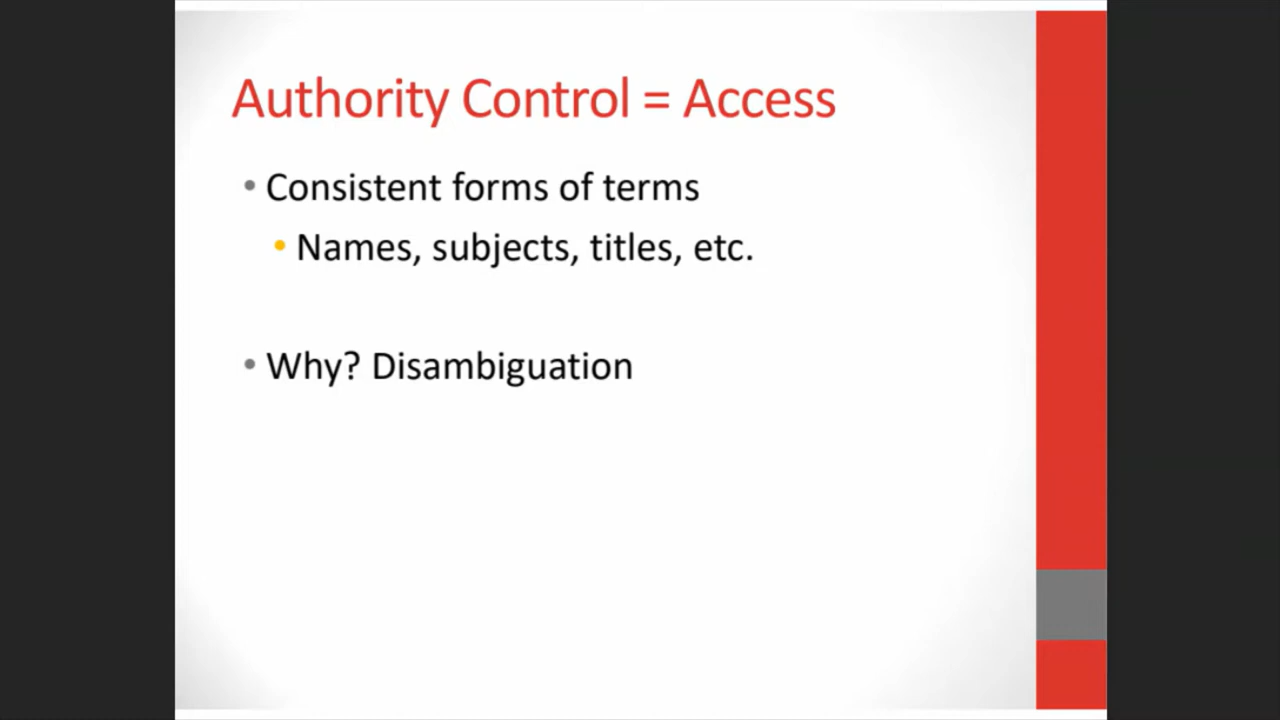 Authority Control = Access
• Consistent forms of terms
• Names, subjects, titles, etc.
• Why? Disambiguation